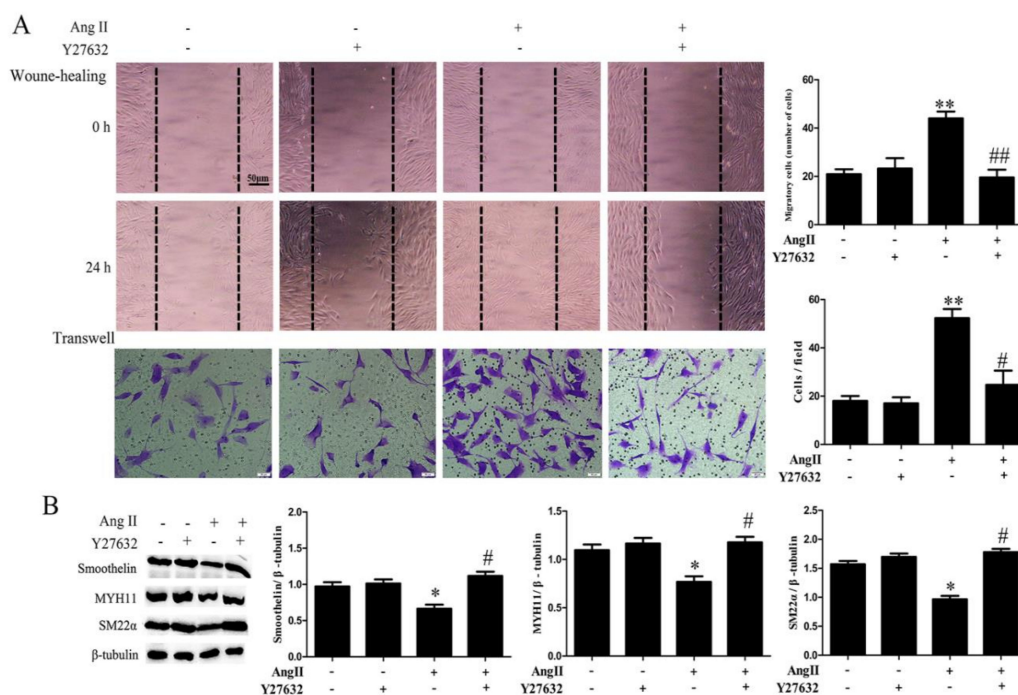 A
Ang II - - + +
Y27632 - + - +
Woune-healing
0 h
50μm
24 h
Transwell
Migratory cells (number of cells)
60
40
20
0
**
##
AngII - - + +
Y27632 - + - +
Cells / field
60
40
20
0
**
#
AngII - - + +
Y27632 - + - +
B
Ang II - - + +
Y27632 - + - +
Smoothelin
MYH11
SM22α
β-tubulin
Smoothelin/ β -tubulin
2.0
1.5
1.0
0.5
0.0
*
#
AngII - - + +
Y27632 - + - +
MYH11/ β - tubulin
1.5
1.0
0.5
0.0
*
#
AngII - - + +
Y27632 - + - +
SM22α / β -tubulin
2.0
1.5
1.0
0.5
0.0
*
#
AngII - - + +
Y27632 - + - +